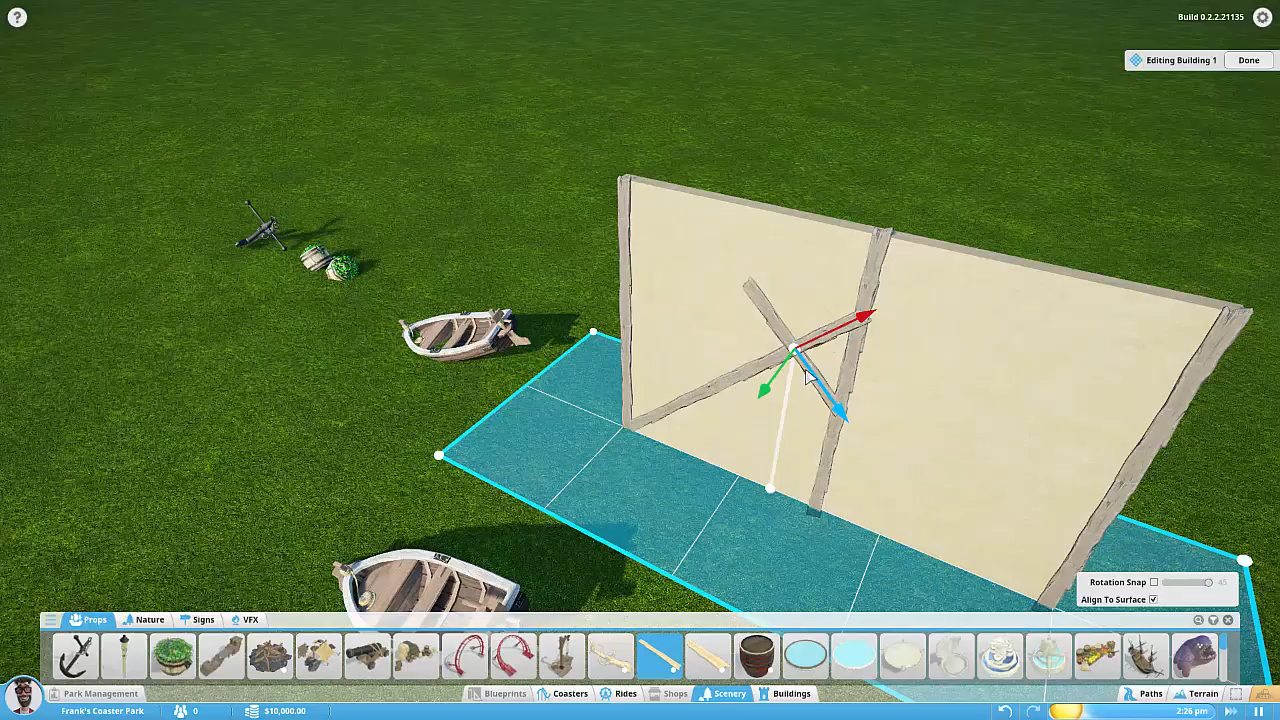 ?
Build 0.2.2.21135
Editing Building 1 Done
Rotation Snap 45
Align To Surface
Props Nature Signs VFX
Park Management Blueprints Coasters Rides Shops Scenery Buildings Paths Terrain
Frank's Coaster Park 0 $10,000.00 2:26 pm